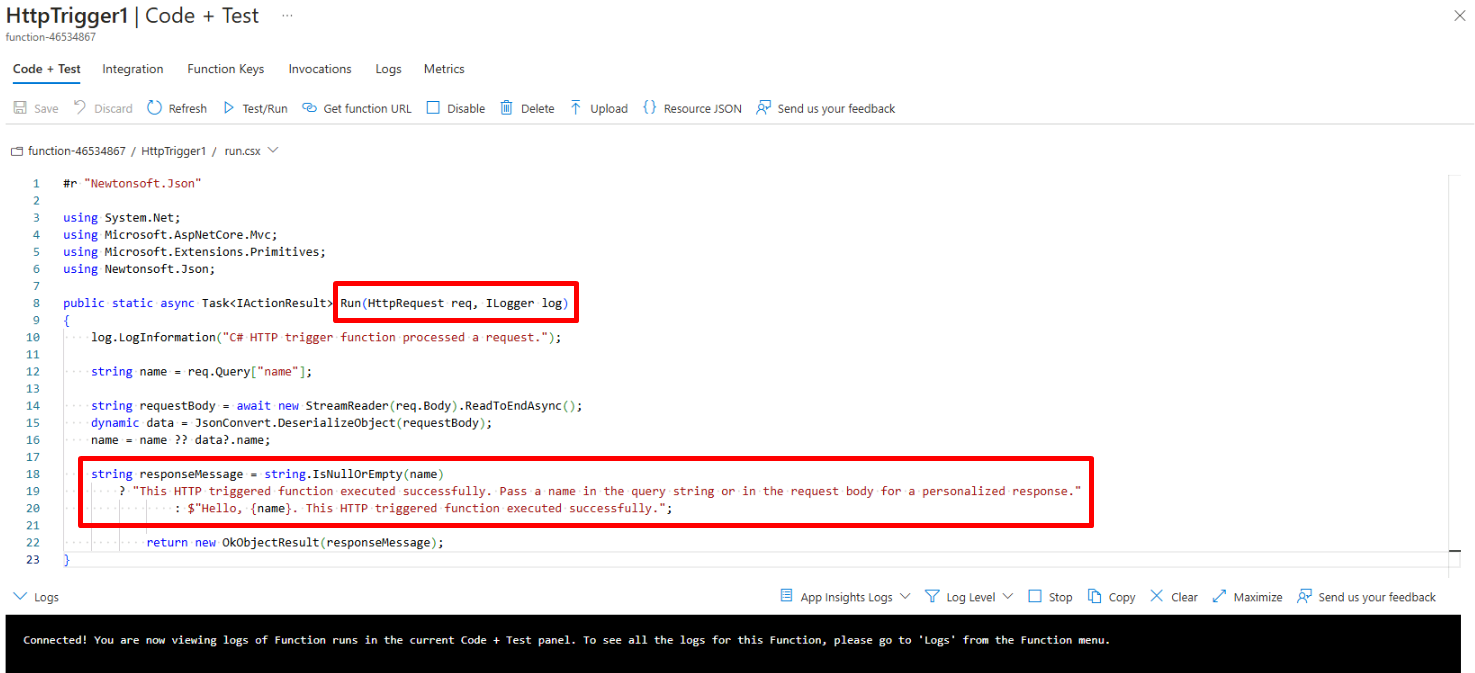 HttpTrigger1 | Code + Test ...
function-46534867
Code + Test Integration Function Keys Invocations Logs Metrics
Save Discard Refresh Test/Run Get function URL Disable Delete Upload Resource JSON Send us your feedback
function-46534867 / HttpTrigger1 / run.csx
1 #r "Newtonsoft.Json"
2
3 using System.Net;
4 using Microsoft.AspNetCore.Mvc;
5 using Microsoft.Extensions.Primitives;
6 using Newtonsoft.Json;
7
8 public static async Task<IActionResult> Run(HttpRequest req, ILogger log)
9 {
10 log.LogInformation("C# HTTP trigger function processed a request.");
11
12 string name = req.Query["name"];
13
14 string requestBody = await new StreamReader(req.Body).ReadToEndAsync();
15 dynamic data = JsonConvert.DeserializeObject(requestBody);
16 name = name ?? data?.name;
17
18 string responseMessage = string.IsNullOrEmpty(name)
19 ? "This HTTP triggered function executed successfully. Pass a name in the query string or in the request body for a personalized response."
20 : $"Hello, {name}. This HTTP triggered function executed successfully.";
21
22 return new OkObjectResult(responseMessage);
23 }
Logs App Insights Logs Log Level Stop Copy Clear Maximize Send us your feedback
Connected! You are now viewing logs of Function runs in the current Code + Test panel. To see all the logs for this Function, please go to 'Logs' from the Function menu.